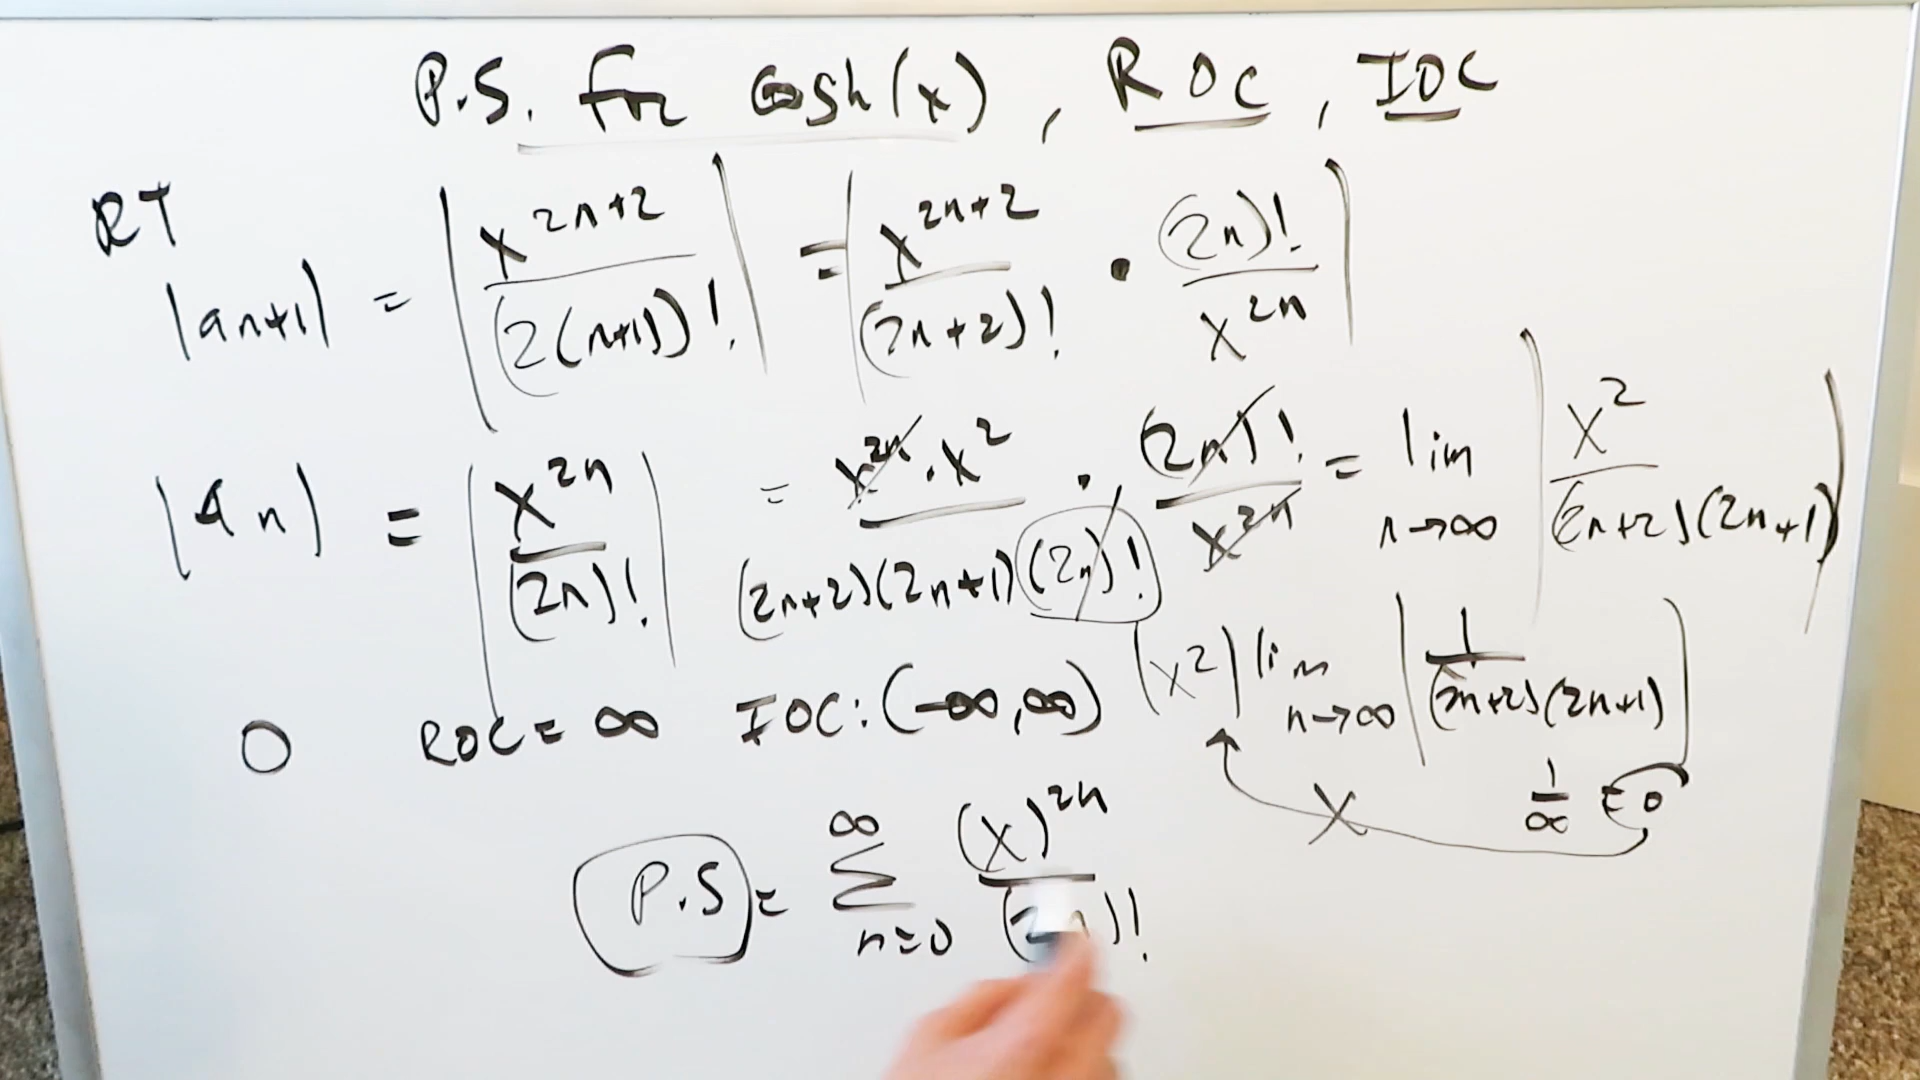 P.S. for cosh(x), ROC, IOC
RT
|an+1| = |x^{2n+2} / (2(n+1))!| = |x^{2n+2} / (2n+2)! · (2n)! / x^{2n}|
|an| = |x^{2n} / (2n)!| = x^{2n} · x^2 / (2n+2)(2n+1)(2n)! · (2n)! / x^{2n} = lim n→∞ |x^2 / (2n+2)(2n+1)|
|x^2| lim n→∞ |1 / (2n+2)(2n+1)|
0 ROC = ∞ IOC: (-∞,∞)
x 1/∞ = 0
P.S = ∞ Σ n=0 (x)^{2n} / (2n)!